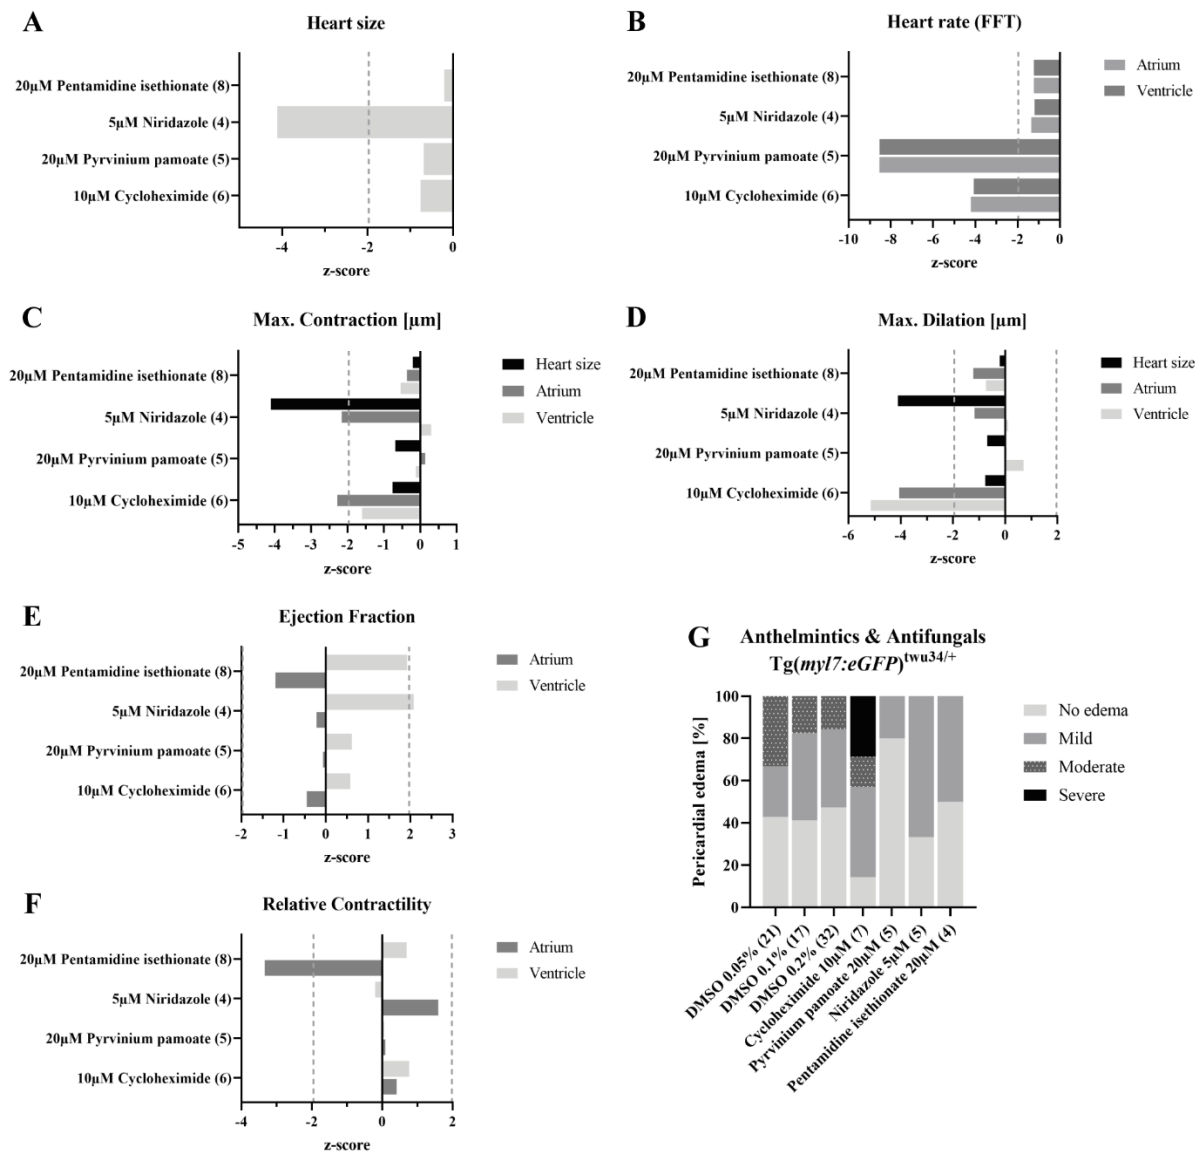 A
Heart size
20µM Pentamidine isethionate (8)
5µM Niridazole (4)
20µM Pyrvinium pamoate (5)
10µM Cycloheximide (6)
-4
-2
0
z-score
B
Heart rate (FFT)
20µM Pentamidine isethionate (8)
5µM Niridazole (4)
20µM Pyrvinium pamoate (5)
10µM Cycloheximide (6)
-10
-8
-6
-4
-2
0
z-score
Atrium
Ventricle
C
Max. Contraction [µm]
20µM Pentamidine isethionate (8)
5µM Niridazole (4)
20µM Pyrvinium pamoate (5)
10µM Cycloheximide (6)
-5
-4
-3
-2
-1
0
1
z-score
Heart size
Atrium
Ventricle
D
Max. Dilation [µm]
20µM Pentamidine isethionate (8)
5µM Niridazole (4)
20µM Pyrvinium pamoate (5)
10µM Cycloheximide (6)
-6
-4
-2
0
2
z-score
Heart size
Atrium
Ventricle
E
Ejection Fraction
20µM Pentamidine isethionate (8)
5µM Niridazole (4)
20µM Pyrvinium pamoate (5)
10µM Cycloheximide (6)
-2
-1
0
1
2
3
z-score
Atrium
Ventricle
F
Relative Contractility
20µM Pentamidine isethionate (8)
5µM Niridazole (4)
20µM Pyrvinium pamoate (5)
10µM Cycloheximide (6)
-4
-2
0
2
z-score
Atrium
Ventricle
G
Anthelmintics & Antifungals
Tg(myl7:eGFP)twu34/+
Pericardial edema [%]
100
80
60
40
20
0
DMSO 0.05% (21)
DMSO 0.1% (17)
DMSO 0.2% (32)
Cycloheximide 10µM (7)
Pyrvinium pamoate 20µM (5)
Niridazole 5µM (5)
Pentamidine isethionate 20µM (4)
No edema
Mild
Moderate
Severe